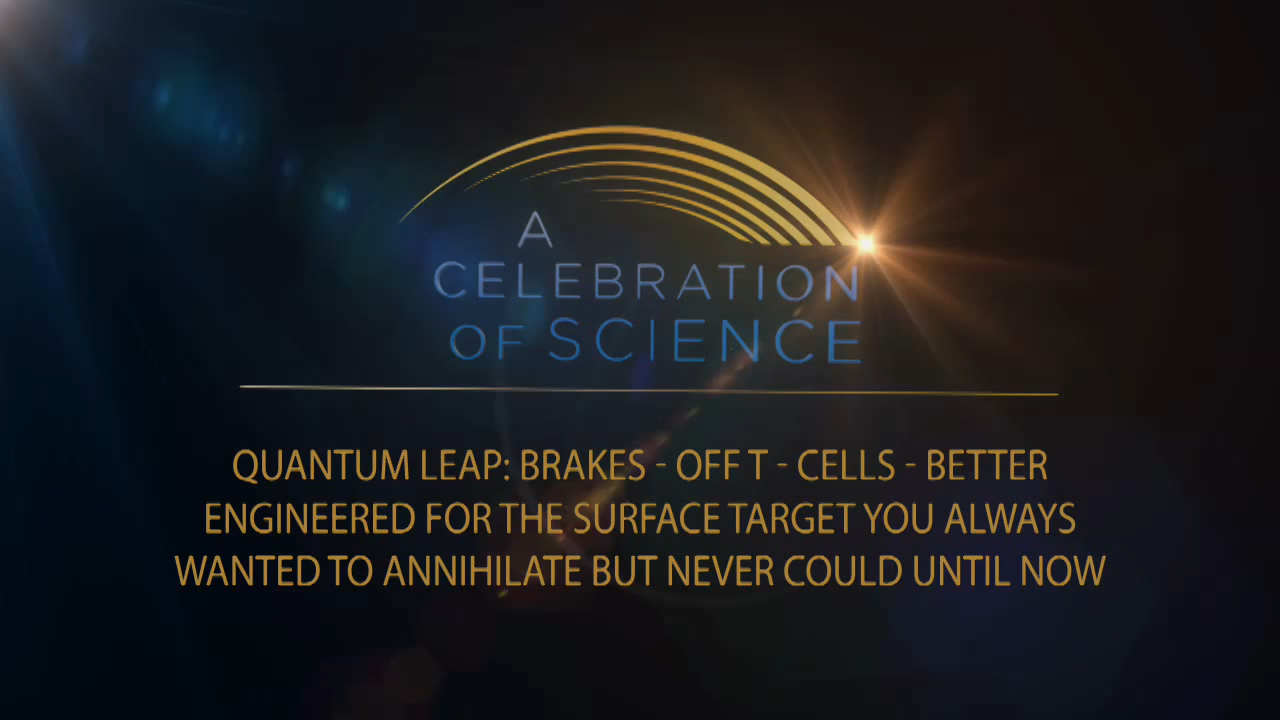 A
CELEBRATION
OF SCIENCE
QUANTUM LEAP: BRAKES - OFF T - CELLS - BETTER
ENGINEERED FOR THE SURFACE TARGET YOU ALWAYS
WANTED TO ANNIHILATE BUT NEVER COULD UNTIL NOW